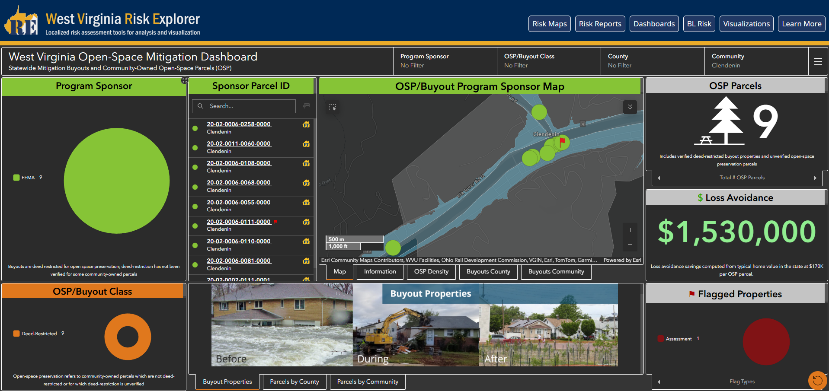 West Virginia Risk Explorer
Localized risk assessment tools for analysis and visualization
Risk Maps
Risk Reports
Dashboards
BL Risk
Visualizations
Learn More
West Virginia Open-Space Mitigation Dashboard
Statewide Mitigation Buyouts and Community-Owned Open-Space Parcels (OSP)
Program Sponsor
No Filter
OSP/Buyout Class
No Filter
County
No Filter
Community
Clendenin
Program Sponsor
FEMA 9
Buyouts are deed restricted for open-space preservation; deed-restriction has not been
verified for some community-owned parcels
OSP/Buyout Class
Deed-Restricted 9
Open-space preservation refers to community-owned parcels which are not deed-
restricted or for which deed-restriction is unverified
Sponsor Parcel ID
Search...
20-02-0006-0258-0000
Clendenin
20-02-0011-0060-0000
Clendenin
20-02-0006-0108-0000
Clendenin
20-02-0006-0068-0000
Clendenin
20-02-0006-0055-0000
Clendenin
20-02-0006-0111-0000
Clendenin
20-02-0006-0110-0000
Clendenin
20-02-0006-0081-0000
Clendenin
OSP/Buyout Program Sponsor Map
500 m
1,000 ft
Esri Community Maps Contributors, WVU Facilities, Ohio Rail Development Commission, VGIN, Esri, TomTom, Garmi...
Powered by Esri
Map
Information
OSP Density
Buyouts County
Buyouts Community
Buyout Properties
Before
During
After
Buyout Properties
Parcels by County
Parcels by Community
OSP Parcels
9
Includes verified deed-restricted buyout properties and unverified open-space
preservation parcels
Total # OSP Parcels
$ Loss Avoidance
$1,530,000
Loss avoidance savings computed from typical home value in the state at $170K
per OSP parcel.
Flagged Properties
Assessment 1
Flag Types